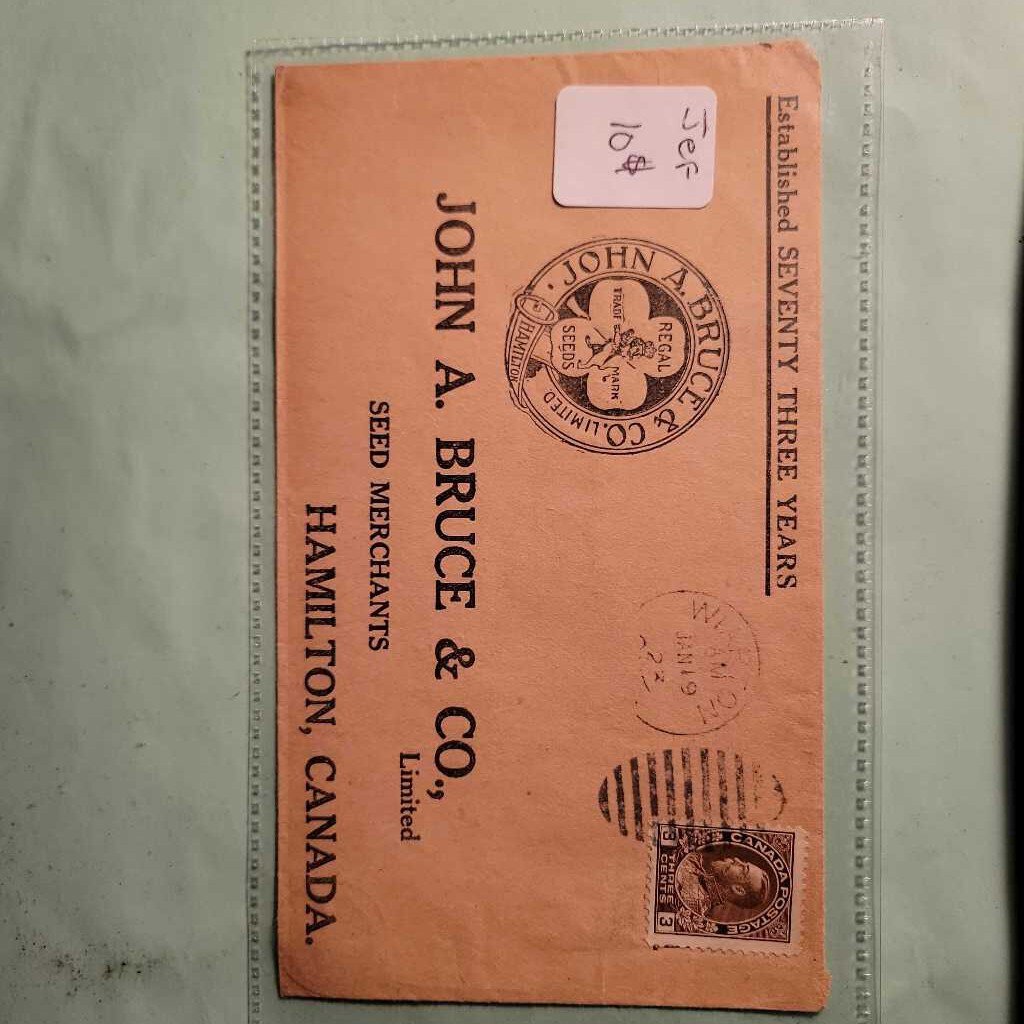 Established SEVENTY THREE YEARS
Jef
10$
JOHN A. BRUCE & CO. LIMITED
REGAL
TRADE MARK
SEEDS
HAMILTON
AM
JAN 19
CANADA POSTAGE
3 THREE CENTS 3
JOHN A. BRUCE & CO.,
Limited
SEED MERCHANTS
HAMILTON, CANADA.